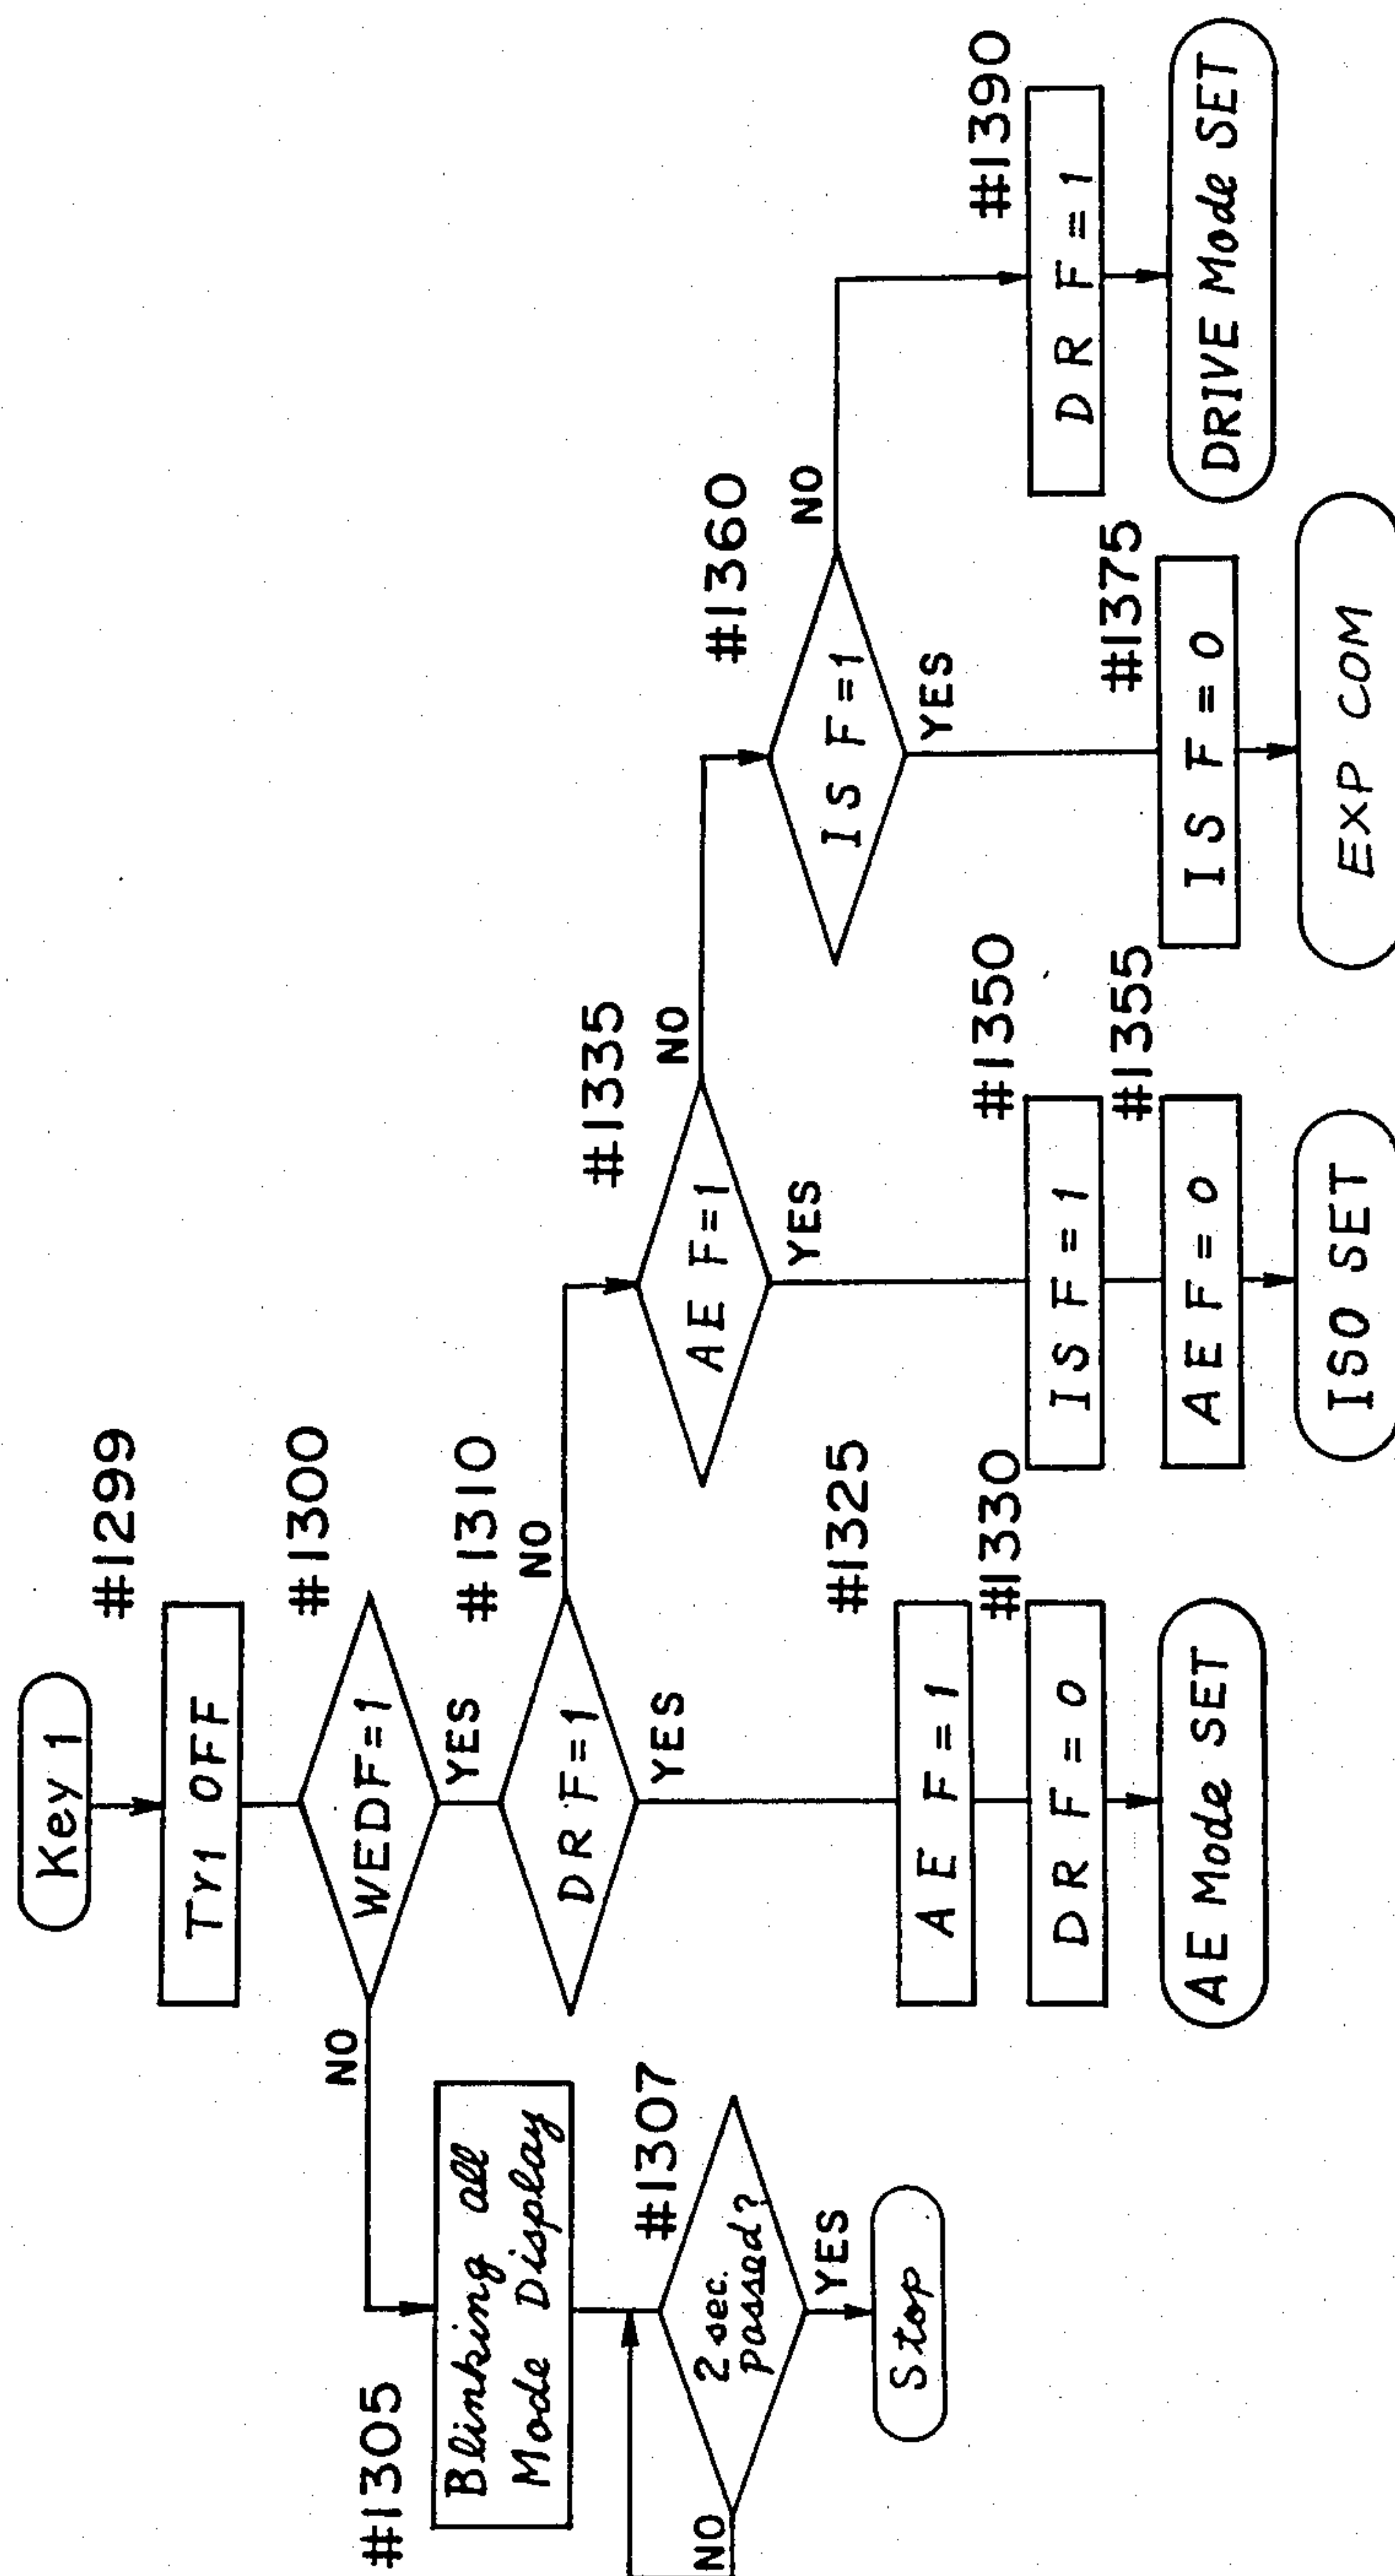 Key 1
#1299
Tr1 OFF
#1300
WEDF=1
NO
YES
#1305
Blinking all
Mode Display
#1307
2 sec.
passed?
NO
YES
Stop
#1310
DR F=1
NO
YES
#1325
AE F=1
#1330
DR F=0
AE Mode SET
#1335
AE F=1
NO
YES
#1350
IS F=1
#1355
AE F=0
ISO SET
#1360
IS F=1
NO
YES
#1375
IS F=0
EXP COM
#1390
DR F=1
DRIVE Mode SET